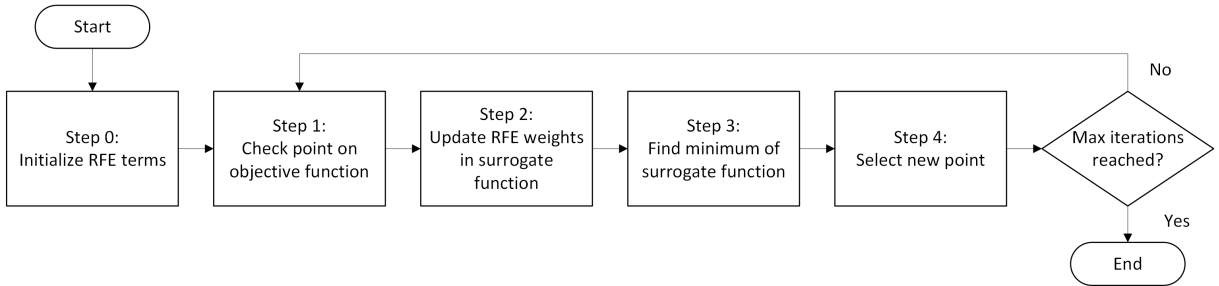 Start
Step 0:
Initialize RFE terms
Step 1:
Check point on
objective function
Step 2:
Update RFE weights
in surrogate
function
Step 3:
Find minimum of
surrogate function
Step 4:
Select new point
Max iterations
reached?
No
Yes
End